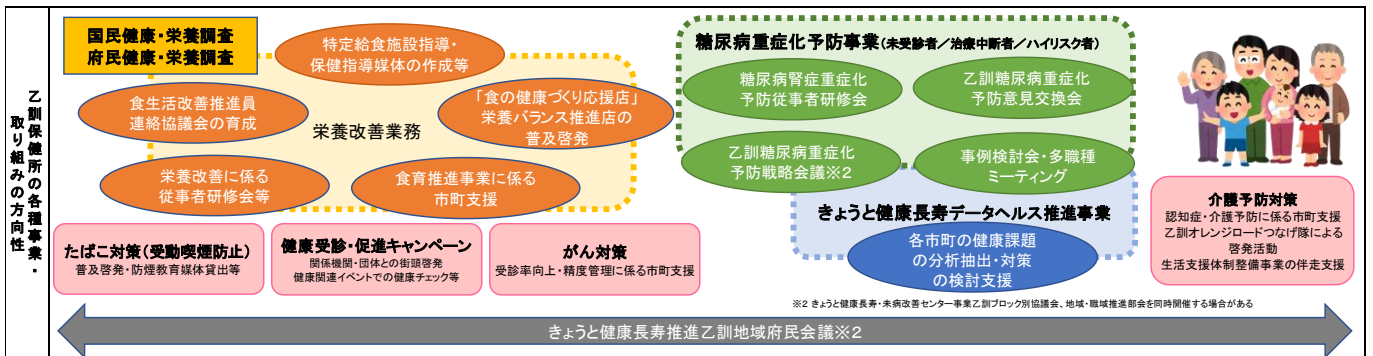 乙訓保健所の各種事業・
取り組みの方向性
国民健康・栄養調査
府民健康・栄養調査
特定給食施設指導・
保健指導媒体の作成等
食生活改善推進員
連絡協議会の育成
「食の健康づくり応援店」
栄養バランス推進店の
普及啓発
栄養改善業務
栄養改善に係る
従事者研修会等
食育推進事業に係る
市町支援
糖尿病重症化予防事業(未受診者/治療中断者/ハイリスク者)
糖尿病腎症重症化
予防従事者研修会
乙訓糖尿病重症化
予防意見交換会
乙訓糖尿病重症化
予防戦略会議※2
事例検討会・多職種
ミーティング
きょうと健康長寿データヘルス推進事業
各市町の健康課題
の分析抽出・対策
の検討支援
たばこ対策(受動喫煙防止)
普及啓発・防煙教育媒体貸出等
健康受診・促進キャンペーン
関係機関・団体との街頭啓発
健康関連イベントでの健康チェック等
がん対策
受診率向上・精度管理に係る市町支援
介護予防対策
認知症・介護予防に係る市町支援
乙訓オレンジロードつなげ隊による
啓発活動
生活支援体制整備事業の伴走支援
※2 きょうと健康長寿・未病改善センター事業乙訓ブロック別協議会、地域・職域推進部会を同時開催する場合がある
きょうと健康長寿推進乙訓地域府民会議※2